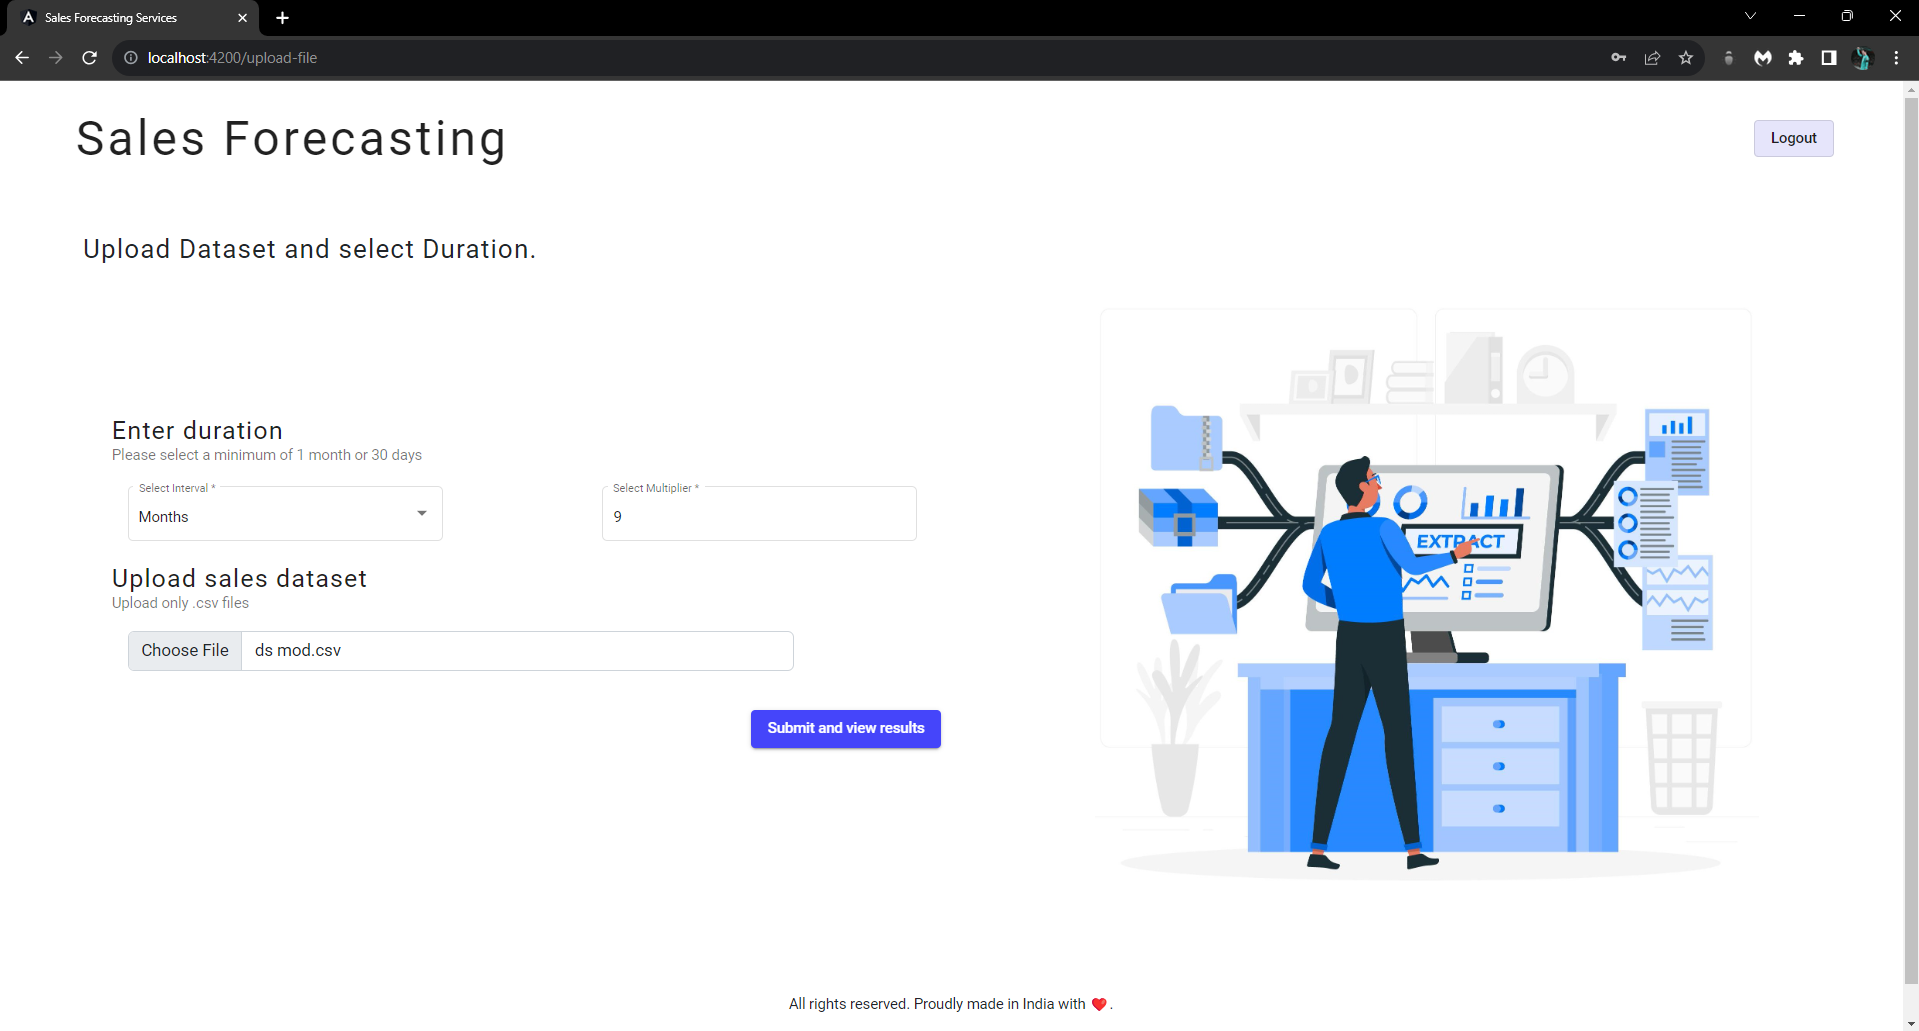 Sales Forecasting Services
localhost:4200/upload-file
Sales Forecasting
Logout
Upload Dataset and select Duration.
Enter duration
Please select a minimum of 1 month or 30 days
Select Interval *
Months
Select Multiplier *
9
Upload sales dataset
Upload only .csv files
Choose File
ds mod.csv
Submit and view results
EXTRACT
All rights reserved. Proudly made in India with ❤️.